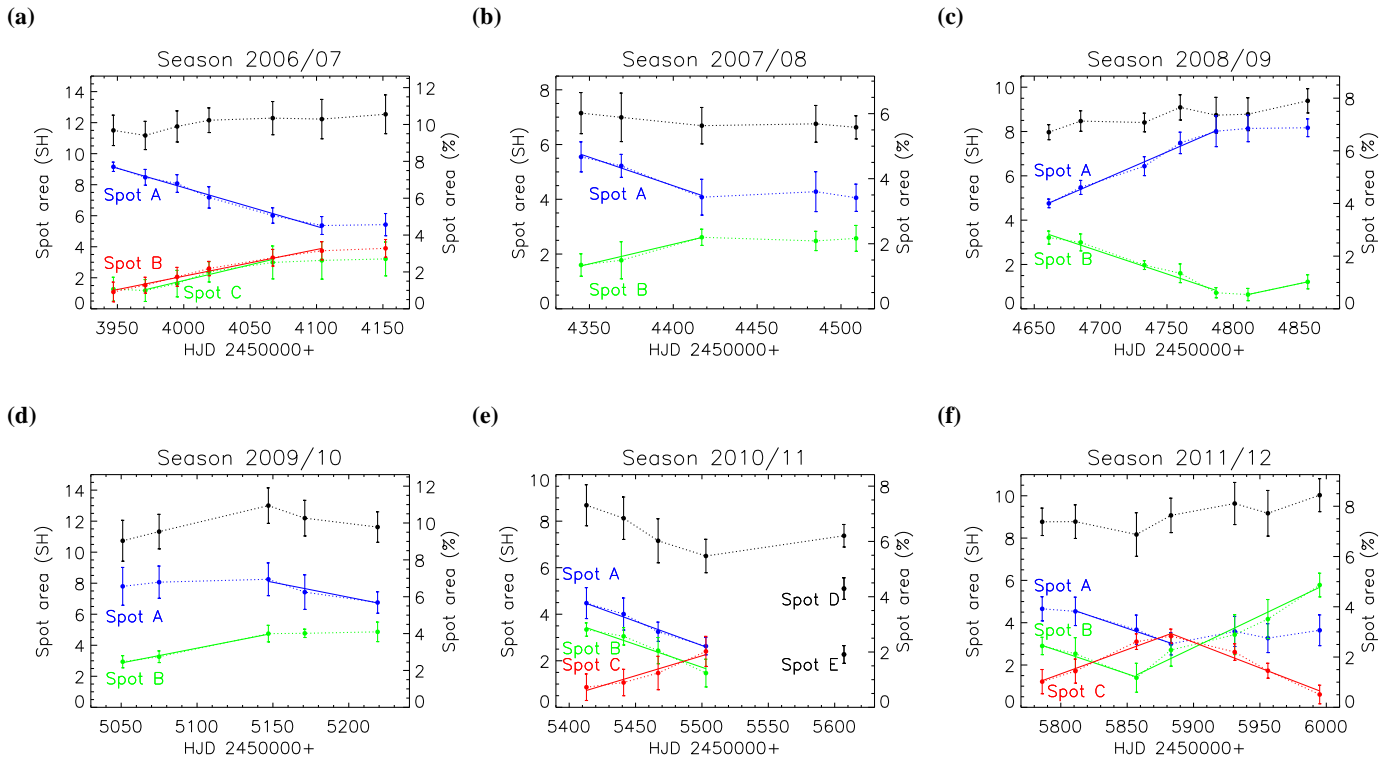 (a)
Season 2006/07
Spot area (SH)
14
12
10
8
6
4
2
0
12
10
8
6
4
2
0
Spot area (%)
Spot A
Spot B
Spot C
3950 4000 4050 4100 4150
HJD 2450000+
(b)
Season 2007/08
8
6
4
2
0
6
4
2
0
Spot area (SH)
Spot area (%)
Spot A
Spot B
4350 4400 4450 4500
HJD 2450000+
(c)
Season 2008/09
Spot area (SH)
10
8
6
4
2
0
8
6
4
2
0
Spot area (%)
Spot A
Spot B
4650 4700 4750 4800 4850
HJD 2450000+
(d)
Season 2009/10
Spot area (SH)
14
12
10
8
6
4
2
0
12
10
8
6
4
2
0
Spot area (%)
Spot A
Spot B
5050 5100 5150 5200
HJD 2450000+
(e)
Season 2010/11
Spot area (SH)
10
8
6
4
2
0
8
6
4
2
0
Spot area (%)
Spot A
Spot B
Spot C
Spot D
Spot E
5400 5450 5500 5550 5600
HJD 2450000+
(f)
Season 2011/12
Spot area (SH)
10
8
6
4
2
0
8
6
4
2
0
Spot area (%)
Spot A
Spot B
Spot C
5800 5850 5900 5950 6000
HJD 2450000+